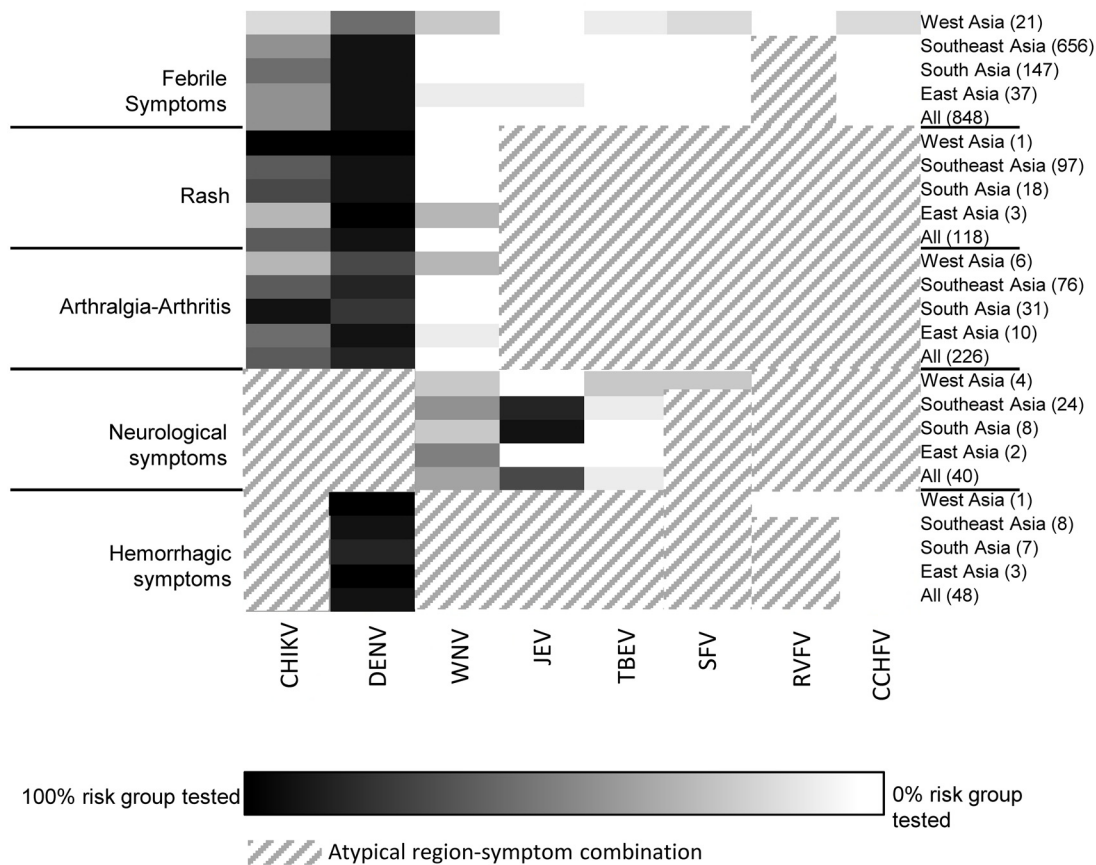 West Asia (21)
Southeast Asia (656)
South Asia (147)
East Asia (37)
All (848)
Febrile
Symptoms
West Asia (1)
Southeast Asia (97)
South Asia (18)
East Asia (3)
All (118)
Rash
West Asia (6)
Southeast Asia (76)
South Asia (31)
East Asia (10)
All (226)
Arthralgia-Arthritis
West Asia (4)
Southeast Asia (24)
South Asia (8)
East Asia (2)
All (40)
Neurological
symptoms
West Asia (1)
Southeast Asia (8)
South Asia (7)
East Asia (3)
All (48)
Hemorrhagic
symptoms
CHIKV
DENV
WNV
JEV
TBEV
SFV
RVFV
CCHFV
100% risk group tested
0% risk group
tested
Atypical region-symptom combination